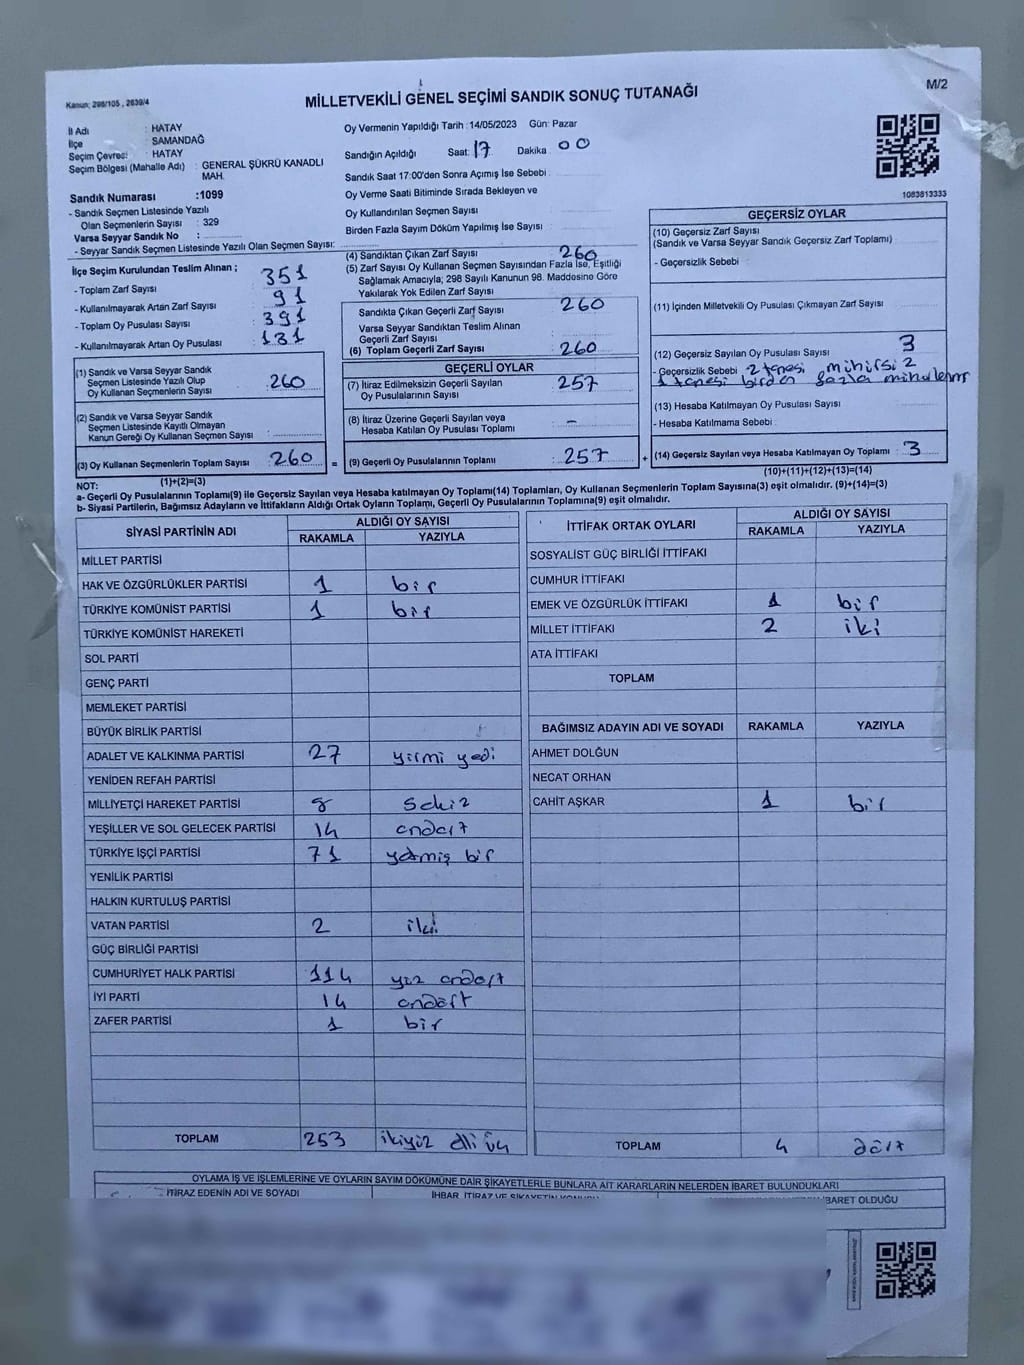 Kanun: 298/105 , 2839/4
M/2
MİLLETVEKİLİ GENEL SEÇİMİ SANDIK SONUÇ TUTANAĞI
İl Adı : HATAY
İlçe : SAMANDAĞ
Seçim Çevresi : HATAY
Seçim Bölgesi (Mahalle Adı) : GENERAL ŞÜKRÜ KANADLI MAH.
Sandık Numarası :1099
- Sandık Seçmen Listesinde Yazılı
Olan Seçmenlerin Sayısı : 329
Varsa Seyyar Sandık No :
- Seyyar Sandık Seçmen Listesinde Yazılı Olan Seçmen Sayısı:
Oy Vermenin Yapıldığı Tarih :14/05/2023 Gün: Pazar
Sandığın Açıldığı Saat: 17 Dakika 00
Sandık Saat 17:00'den Sonra Açımış İse Sebebi
Oy Verme Saati Bitiminde Sırada Bekleyen ve
Oy Kullandırılan Seçmen Sayısı
Birden Fazla Sayım Döküm Yapılmış İse Sayısı
1083813333
İlçe Seçim Kurulundan Teslim Alınan ;
- Toplam Zarf Sayısı : 351
- Kullanılmayarak Artan Zarf Sayısı : 91
- Toplam Oy Pusulası Sayısı : 391
- Kullanılmayarak Artan Oy Pusulası : 131
(1) Sandık ve Varsa Seyyar Sandık
Seçmen Listesinde Yazılı Olup
Oy Kullanan Seçmenlerin Sayısı : 260
(2) Sandık ve Varsa Seyyar Sandık
Seçmen Listesinde Kayıtlı Olmayan
Kanun Gereği Oy Kullanan Seçmen Sayısı :
(3) Oy Kullanan Seçmenlerin Toplam Sayısı : 260 =
(1)+(2)=(3)
(4) Sandıktan Çıkan Zarf Sayısı 260
(5) Zarf Sayısı Oy Kullanan Seçmen Sayısından Fazla İse, Eşitliği
Sağlamak Amacıyla; 298 Sayılı Kanunun 98. Maddesine Göre
Yakılarak Yok Edilen Zarf Sayısı
Sandıkta Çıkan Geçerli Zarf Sayısı : 260
Varsa Seyyar Sandıktan Teslim Alınan
Geçerli Zarf Sayısı :
(6) Toplam Geçerli Zarf Sayısı : 260
GEÇERLİ OYLAR
(7) İtiraz Edilmeksizin Geçerli Sayılan
Oy Pusulalarının Sayısı : 257
(8) İtiraz Üzerine Geçerli Sayılan veya
Hesaba Katılan Oy Pusulası Toplamı : -
(9) Geçerli Oy Pusulalarının Toplamı : 257 +
GEÇERSİZ OYLAR
(10) Geçersiz Zarf Sayısı
(Sandık ve Varsa Seyyar Sandık Geçersiz Zarf Toplamı)
- Geçersizlik Sebebi
(11) İçinden Milletvekili Oy Pusulası Çıkmayan Zarf Sayısı
(12) Geçersiz Sayılan Oy Pusulası Sayısı 3
- Geçersizlik Sebebi 2 tanesi mühürsüz
1 tanesi birden fazla
(13) Hesaba Katılmayan Oy Pusulası Sayısı
- Hesaba Katılmama Sebebi
(14) Geçersiz Sayılan veya Hesaba Katılmayan Oy Toplamı : 3
(10)+(11)+(12)+(13)=(14)
NOT:
a- Geçerli Oy Pusulalarının Toplamı(9) ile Geçersiz Sayılan veya Hesaba katılmayan Oy Toplamı(14) Toplamları, Oy Kullanan Seçmenlerin Toplam Sayısına(3) eşit olmalıdır. (9)+(14)=(3)
b- Siyasi Partilerin, Bağımsız Adayların ve İttifakların Aldığı Ortak Oyların Toplamı, Geçerli Oy Pusulalarının Toplamına(9) eşit olmalıdır.
SİYASİ PARTİNİN ADI ALDIĞI OY SAYISI
RAKAMLA YAZIYLA
MİLLET PARTİSİ
HAK VE ÖZGÜRLÜKLER PARTİSİ 1 bir
TÜRKİYE KOMÜNİST PARTİSİ 1 bir
TÜRKİYE KOMÜNİST HAREKETİ
SOL PARTİ
GENÇ PARTİ
MEMLEKET PARTİSİ
BÜYÜK BİRLİK PARTİSİ
ADALET VE KALKINMA PARTİSİ 27 yirmi yedi
YENİDEN REFAH PARTİSİ
MİLLİYETÇİ HAREKET PARTİSİ 8 sekiz
YEŞİLLER VE SOL GELECEK PARTİSİ 14 ondört
TÜRKİYE İŞÇİ PARTİSİ 71 yetmiş bir
YENİLİK PARTİSİ
HALKIN KURTULUŞ PARTİSİ
VATAN PARTİSİ 2 iki
GÜÇ BİRLİĞİ PARTİSİ
CUMHURİYET HALK PARTİSİ 114 yüz ondört
İYİ PARTİ 14 ondört
ZAFER PARTİSİ 1 bir
TOPLAM 253 ikiyüz elli üç
İTTİFAK ORTAK OYLARI ALDIĞI OY SAYISI
RAKAMLA YAZIYLA
SOSYALİST GÜÇ BİRLİĞİ İTTİFAKI
CUMHUR İTTİFAKI
EMEK VE ÖZGÜRLÜK İTTİFAKI 1 bir
MİLLET İTTİFAKI 2 iki
ATA İTTİFAKI
TOPLAM
BAĞIMSIZ ADAYIN ADI VE SOYADI RAKAMLA YAZIYLA
AHMET DOLĞUN
NECAT ORHAN
CAHİT AŞKAR 1 bir
TOPLAM 4 dört
OYLAMA İŞ VE İŞLEMLERİNE VE OYLARIN SAYIM DÖKÜMÜNE DAİR ŞİKAYETLERLE BUNLARA AİT KARARLARIN NELERDEN İBARET BULUNDUKLARI
İTİRAZ EDENİN ADI VE SOYADI İHBAR, İTİRAZ VE ŞİKAYETİN KONUSU İBARET OLDUĞU